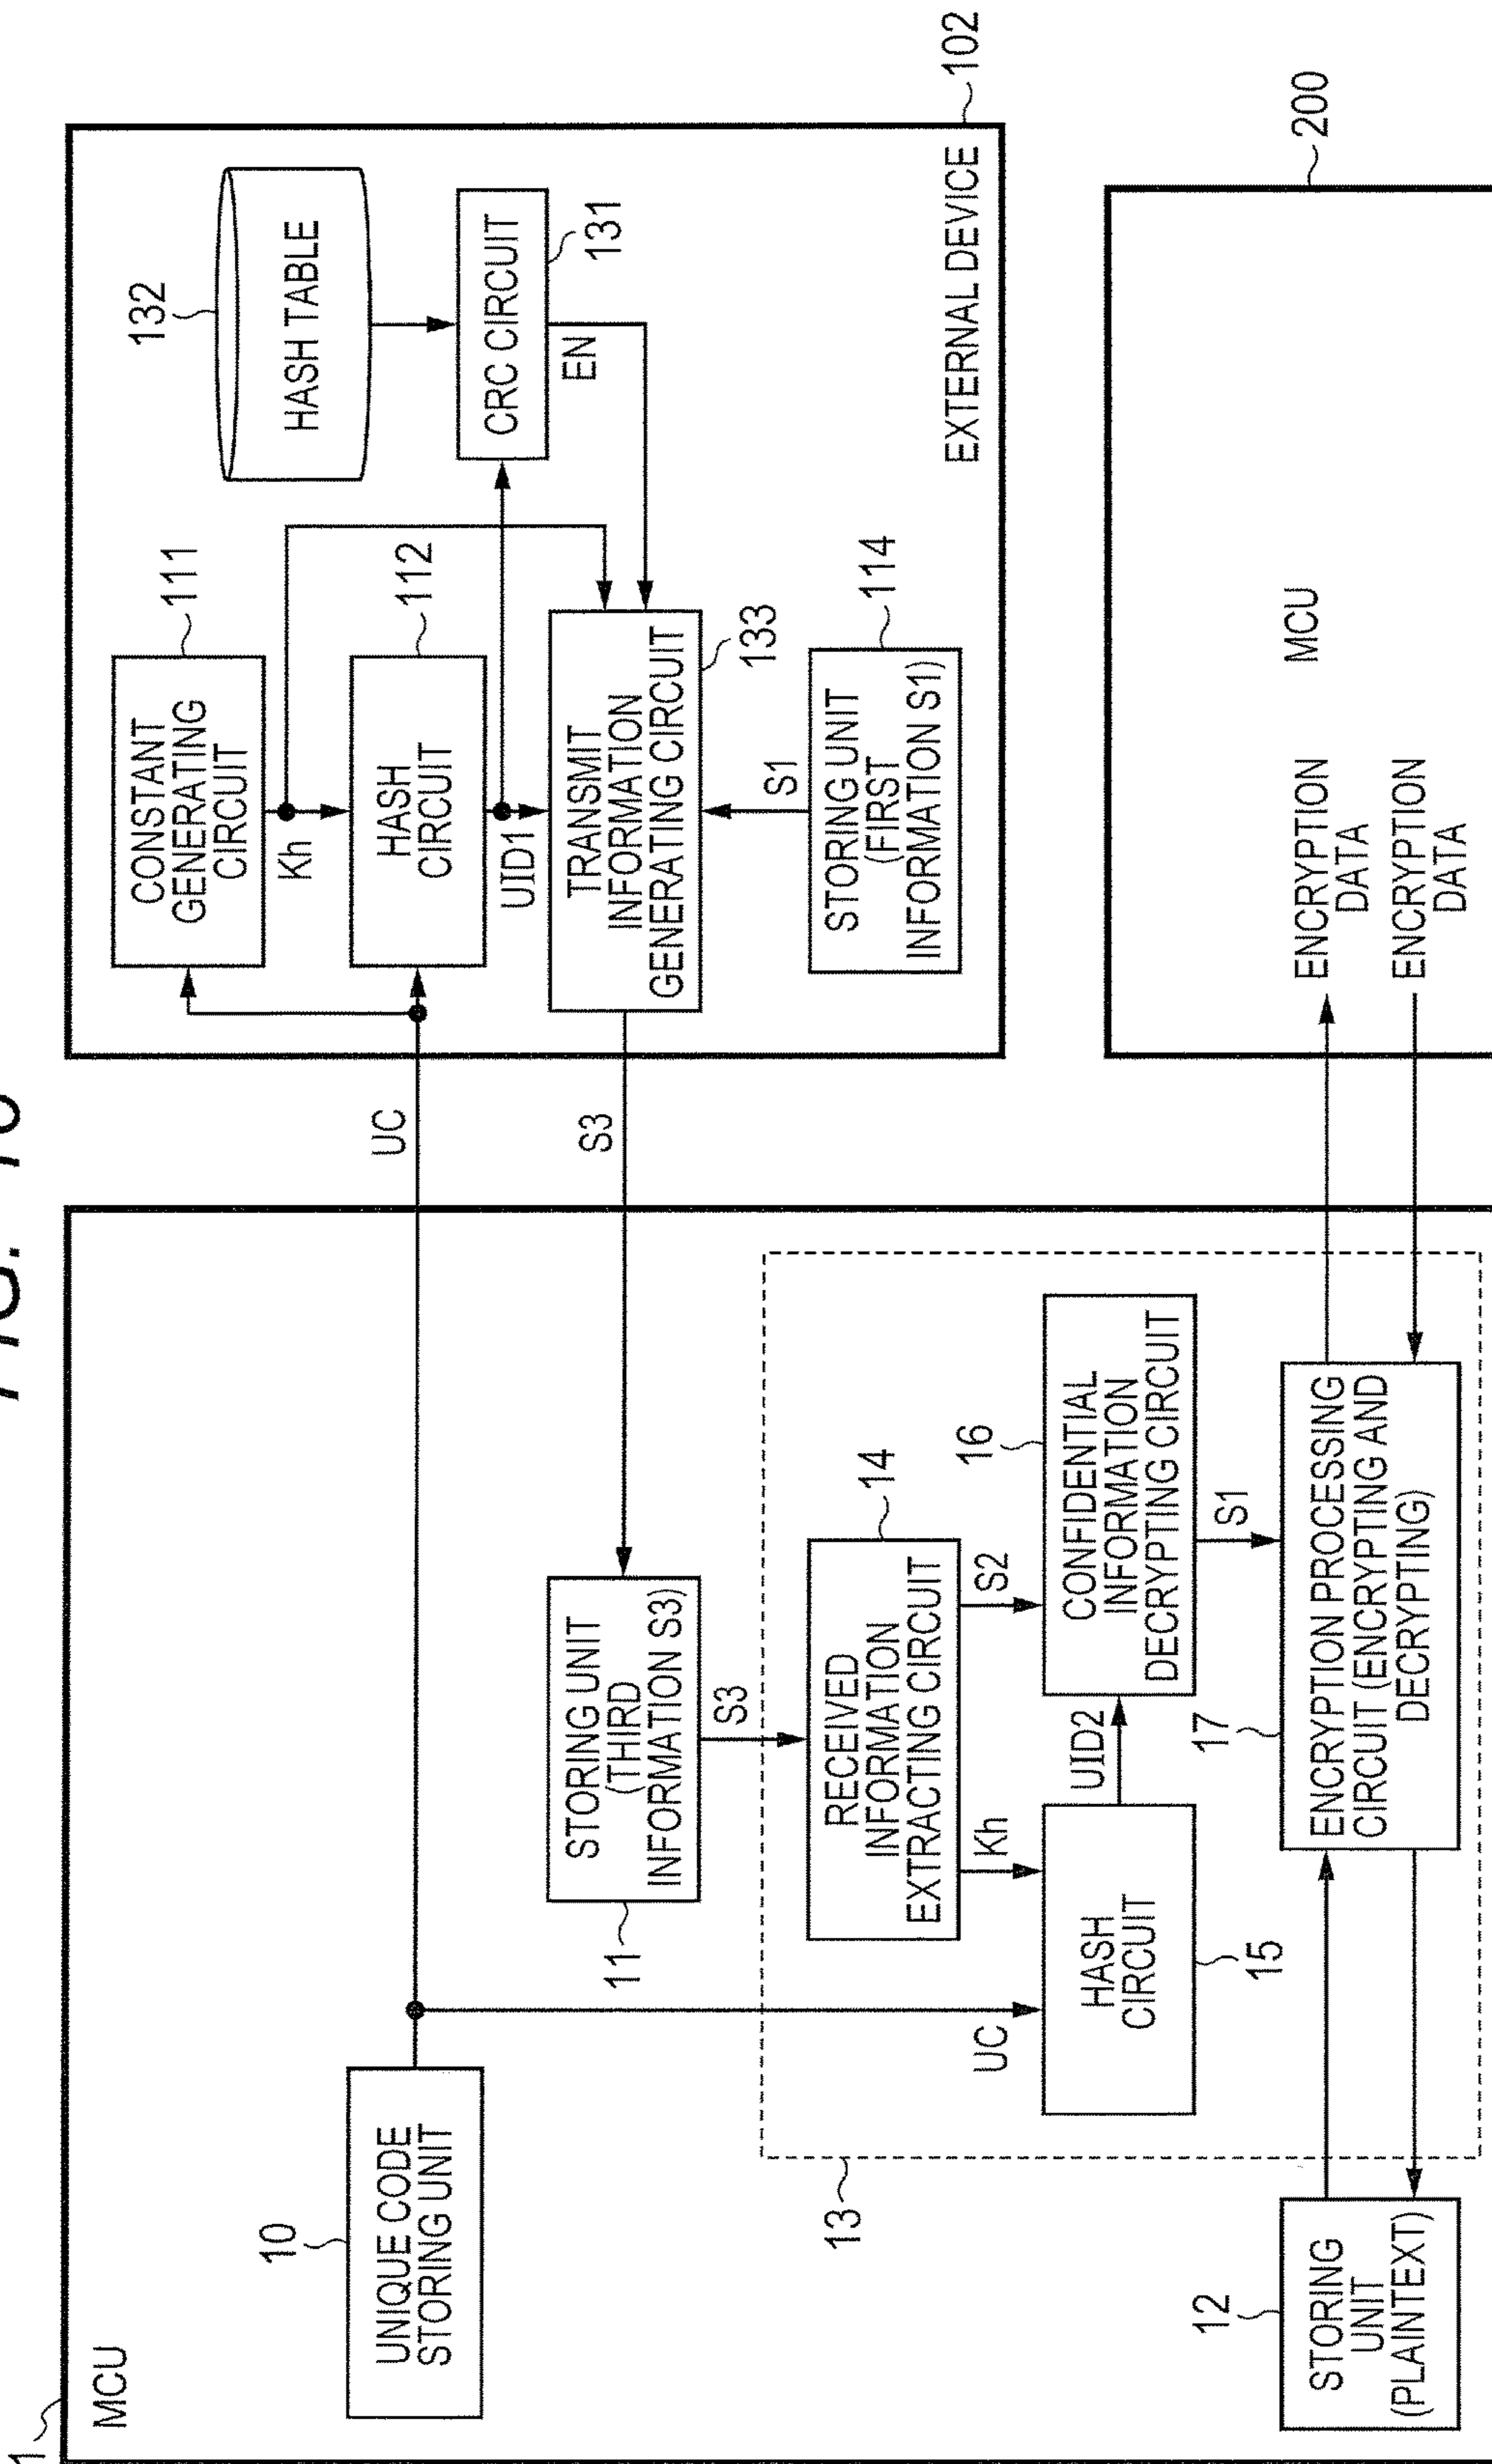 FIG.
1
MCU
10
UNIQUE CODE
STORING UNIT
UC
11
STORING UNIT
(THIRD
INFORMATION S3)
S3
S3
13
14
RECEIVED
INFORMATION
EXTRACTING CIRCUIT
UC
Kh
S2
HASH
CIRCUIT
15
UID2
16
CONFIDENTIAL
INFORMATION
DECRYPTING CIRCUIT
S1
12
STORING
UNIT
(PLAINTEXT)
17
ENCRYPTION PROCESSING
CIRCUIT (ENCRYPTING AND
DECRYPTING)
102
EXTERNAL DEVICE
111
CONSTANT
GENERATING
CIRCUIT
Kh
112
HASH
CIRCUIT
UID1
132
HASH TABLE
CRC CIRCUIT
131
EN
TRANSMIT
INFORMATION
GENERATING CIRCUIT
133
S1
114
STORING UNIT
(FIRST
INFORMATION S1)
200
MCU
ENCRYPTION
DATA
ENCRYPTION
DATA